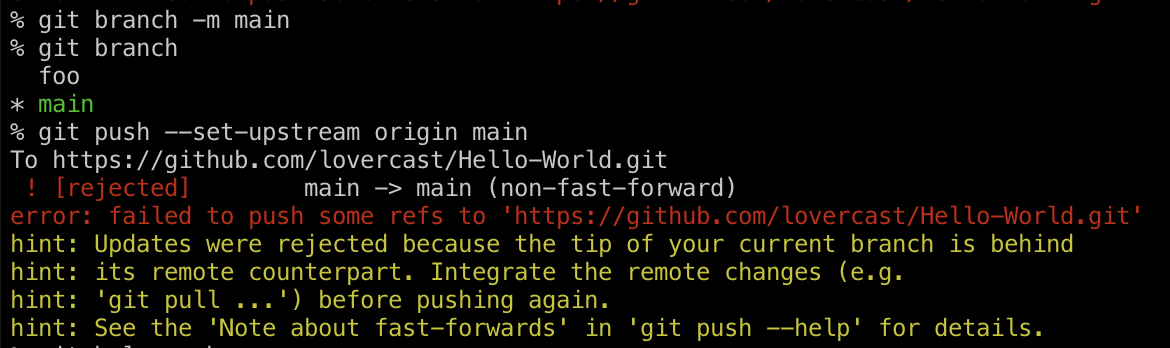 % git branch -m main
% git branch
  foo
* main
% git push --set-upstream origin main
To https://github.com/lovercast/Hello-World.git
 ! [rejected]        main -> main (non-fast-forward)
error: failed to push some refs to 'https://github.com/lovercast/Hello-World.git'
hint: Updates were rejected because the tip of your current branch is behind
hint: its remote counterpart. Integrate the remote changes (e.g.
hint: 'git pull ...') before pushing again.
hint: See the 'Note about fast-forwards' in 'git push --help' for details.